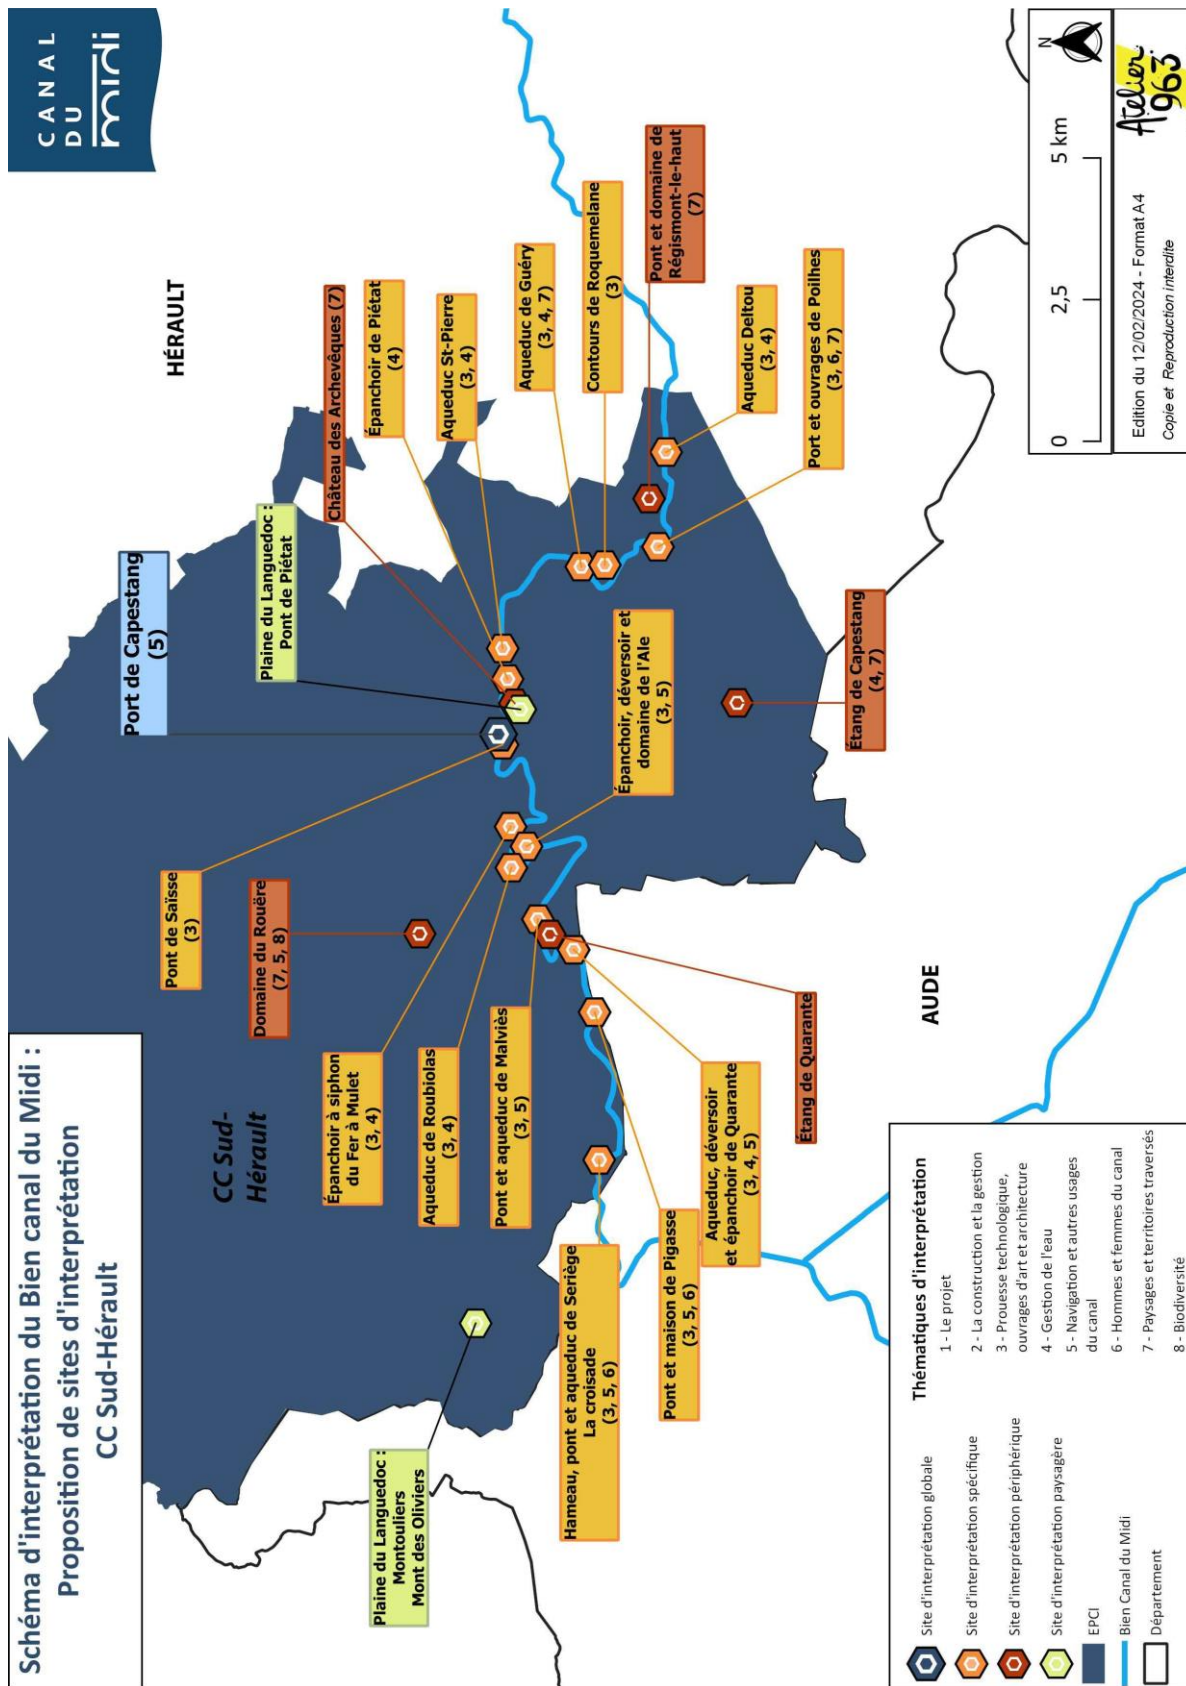 Schéma d'interprétation du Bien canal du Midi :
Proposition de sites d'interprétation
CC Sud-Hérault
CANAL
DU
midi
HÉRAULT
CC Sud-
Hérault
AUDE
Port de Capestang
(5)
Pont de Saïsse
(3)
Domaine du Rouëre
(7, 5, 8)
Plaine du Languedoc :
Pont de Piétat
Château des Archevêques (7)
Épanchoir de Piétat
(4)
Aqueduc St-Pierre
(3, 4)
Aqueduc de Guéry
(3, 4, 7)
Contours de Roquemelane
(3)
Pont et domaine de
Régismont-le-haut
(7)
Aqueduc Deltou
(3, 4)
Port et ouvrages de Poilhes
(3, 6, 7)
Épanchoir à siphon
du Fer à Mulet
(3, 4)
Aqueduc de Roubiolas
(3, 4)
Pont et aqueduc de Malviès
(3, 5)
Épanchoir, déversoir et
domaine de l'Ale
(3, 5)
Étang de Capestang
(4, 7)
Étang de Quarante
Aqueduc, déversoir
et épanchoir de Quarante
(3, 4, 5)
Pont et maison de Pigasse
(3, 5, 6)
Hameau, pont et aqueduc de Seriège
La croisade
(3, 5, 6)
Plaine du Languedoc :
Montouliers
Mont des Oliviers
Site d'interprétation globale
Site d'interprétation spécifique
Site d'interprétation périphérique
Site d'interprétation paysagère
EPCI
Bien Canal du Midi
Département
Thématiques d'interprétation
1 - Le projet
2 - La construction et la gestion
3 - Prouesse technologique,
ouvrages d'art et architecture
4 - Gestion de l'eau
5 - Navigation et autres usages
du canal
6 - Hommes et femmes du canal
7 - Paysages et territoires traversés
8 - Biodiversité
N
0 2,5 5 km
Edition du 12/02/2024 - Format A4
Copie et Reproduction interdite
Atelier
963